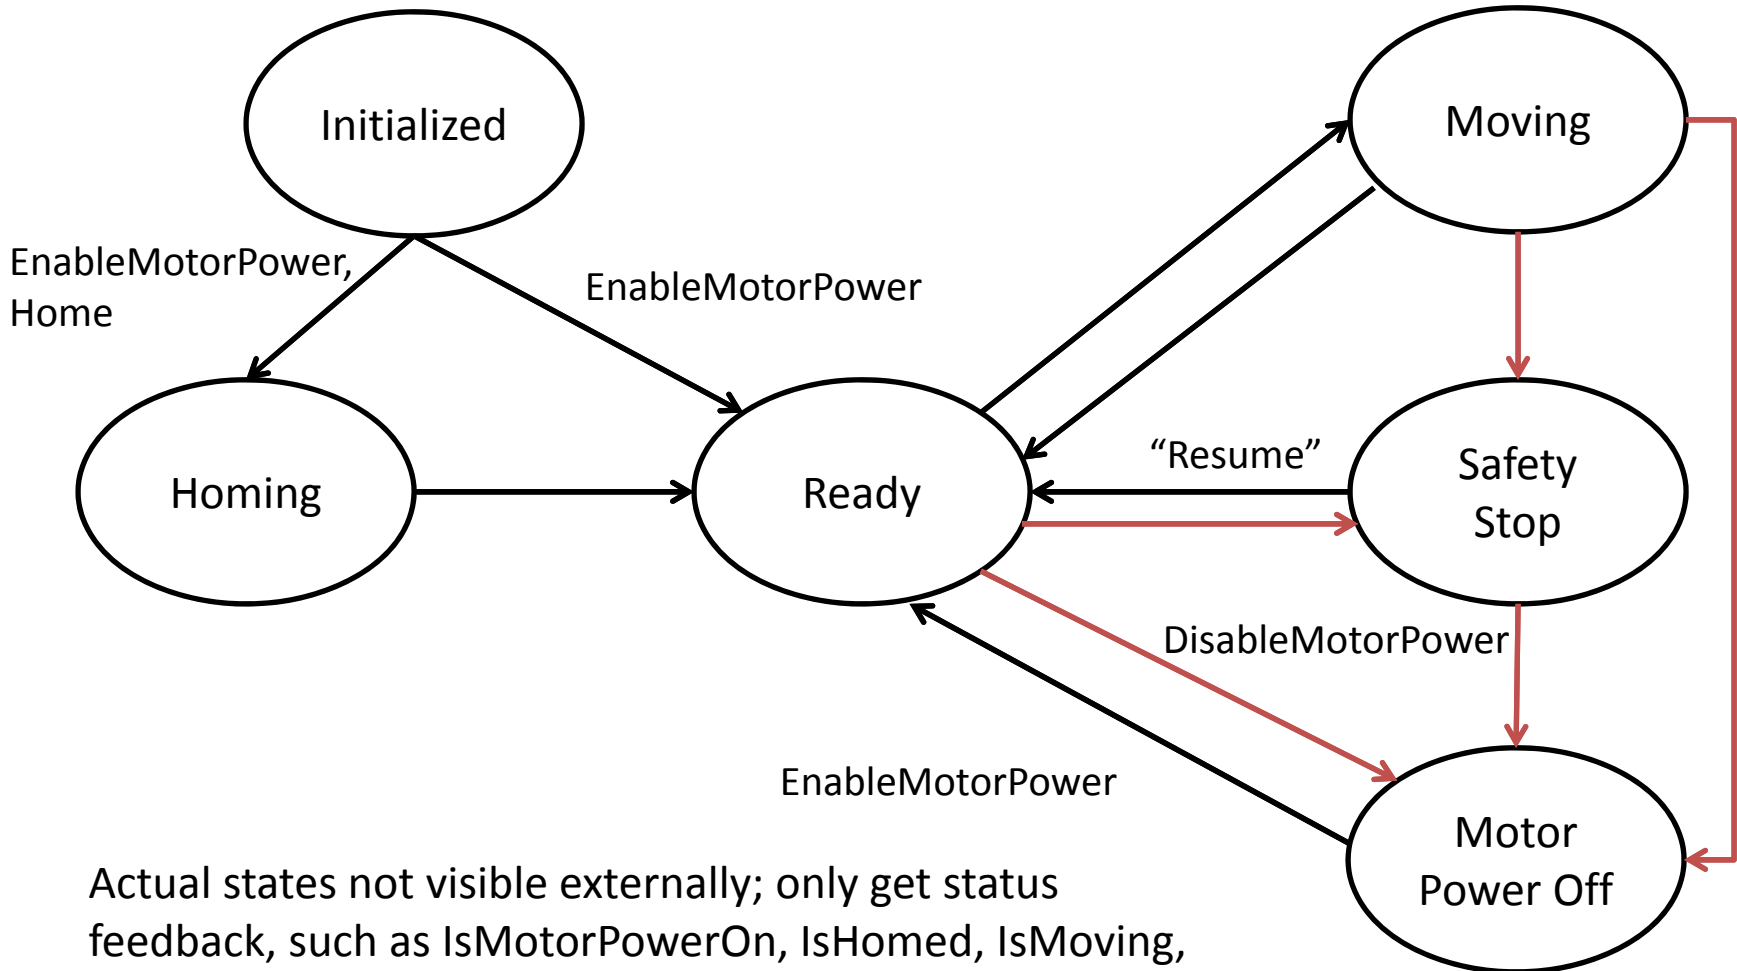 Initialized
Moving
EnableMotorPower,
Home
EnableMotorPower
Homing
Ready
“Resume”
Safety
Stop
DisableMotorPower
EnableMotorPower
Motor
Power Off
Actual states not visible externally; only get status
feedback, such as IsMotorPowerOn, IsHomed, IsMoving,